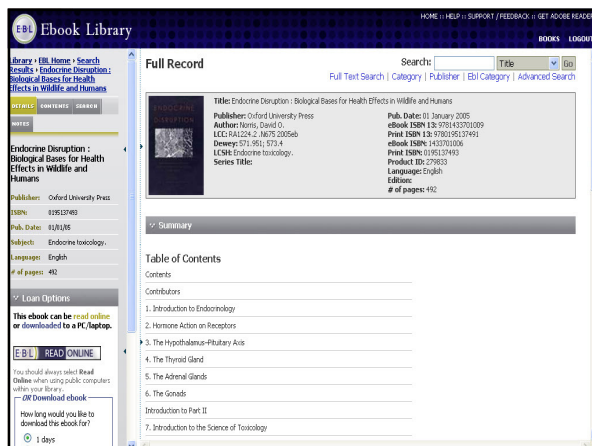 HOME :: HELP :: SUPPORT / FEEDBACK :: GET ADOBE READER
EBL Ebook Library
BOOKS LOGOUT
Library › EBL Home › Search
Results › Endocrine Disruption :
Biological Bases for Health
Effects in Wildlife and Humans
DETAILS CONTENTS SEARCH
NOTES
Endocrine Disruption :
Biological Bases for Health
Effects in Wildlife and
Humans
Publisher: Oxford University Press
ISBN: 0195137493
Pub. Date: 01/01/05
Subject: Endocrine toxicology.
Language: English
# of pages: 492
Loan Options
This ebook can be read online
or downloaded to a PC/laptop.
EBL READ ONLINE
You should always select Read
Online when using public computers
within your library.
OR Download ebook
How long would you like to
download this ebook for?
1 days
Full Record
Search: Title Go
Full Text Search | Category | Publisher | Ebl Category | Advanced Search
ENDOCRINE
DISRUPTION
Title: Endocrine Disruption : Biological Bases for Health Effects in Wildlife and Humans
Publisher: Oxford University Press
Author: Norris, David O.
LCC: RA1224.2 .N675 2005eb
Dewey: 571.951; 573.4
LCSH: Endocrine toxicology.
Series Title:
Pub. Date: 01 January 2005
eBook ISBN 13: 9781433701009
Print ISBN 13: 9780195137491
eBook ISBN: 1433701006
Print ISBN: 0195137493
Product ID: 279833
Language: English
Edition:
# of pages: 492
Summary
Table of Contents
Contents
Contributors
1. Introduction to Endocrinology
2. Hormone Action on Receptors
3. The Hypothalamus–Pituitary Axis
4. The Thyroid Gland
5. The Adrenal Glands
6. The Gonads
Introduction to Part II
7. Introduction to the Science of Toxicology